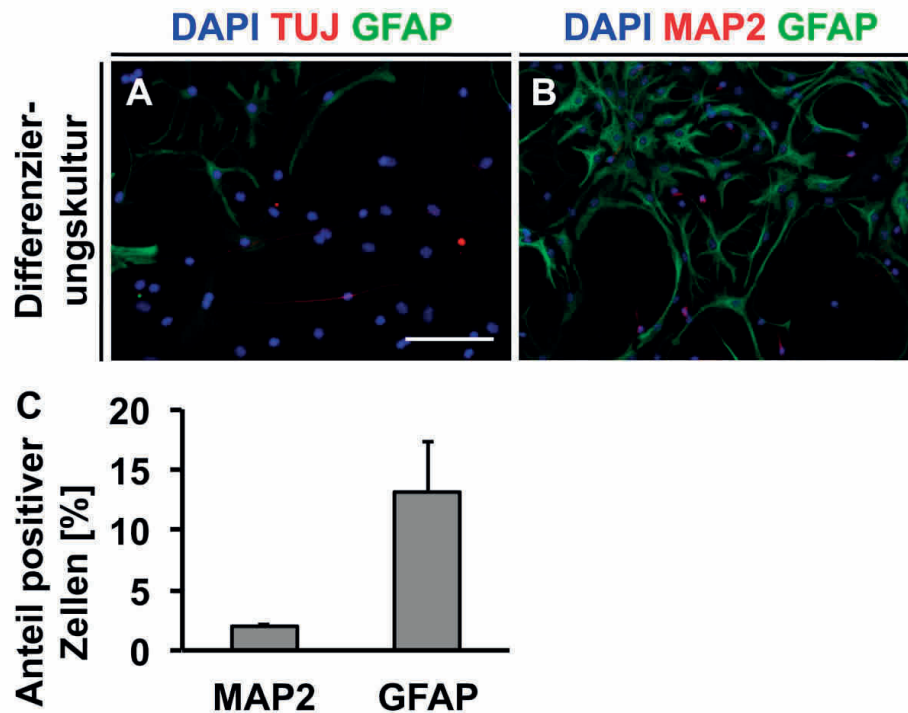 DAPI TUJ GFAP
DAPI MAP2 GFAP
Differenzier-
ungskultur
A
B
C
Anteil positiver
Zellen [%]
20
15
10
5
0
MAP2
GFAP